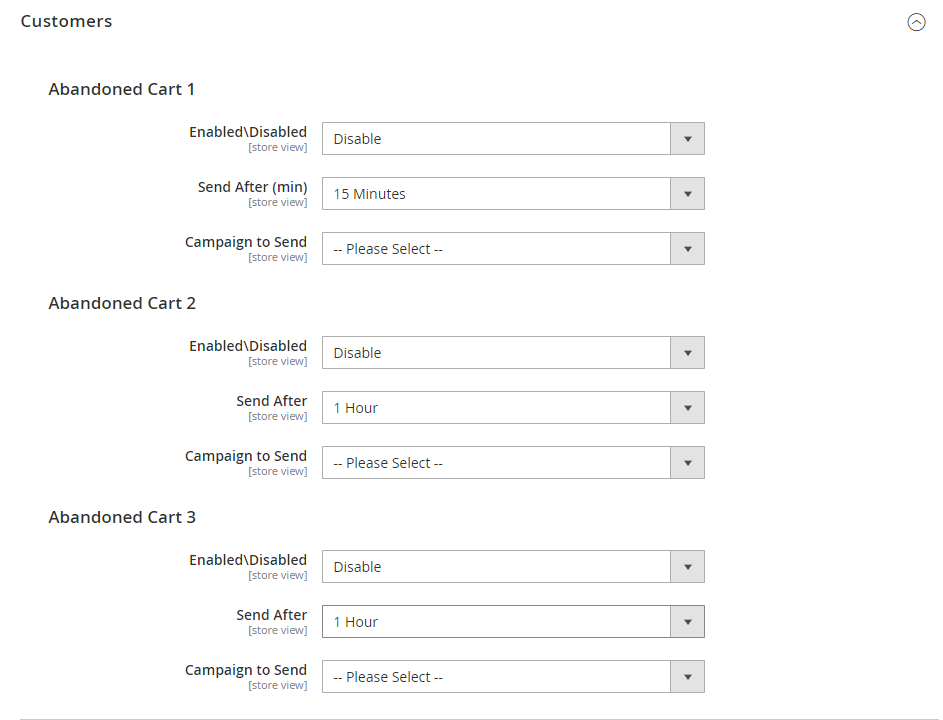 Customers
Abandoned Cart 1
Enabled\Disabled
[store view]
Disable
Send After (min)
[store view]
15 Minutes
Campaign to Send
[store view]
-- Please Select --
Abandoned Cart 2
Enabled\Disabled
[store view]
Disable
Send After
[store view]
1 Hour
Campaign to Send
[store view]
-- Please Select --
Abandoned Cart 3
Enabled\Disabled
[store view]
Disable
Send After
[store view]
1 Hour
Campaign to Send
[store view]
-- Please Select --